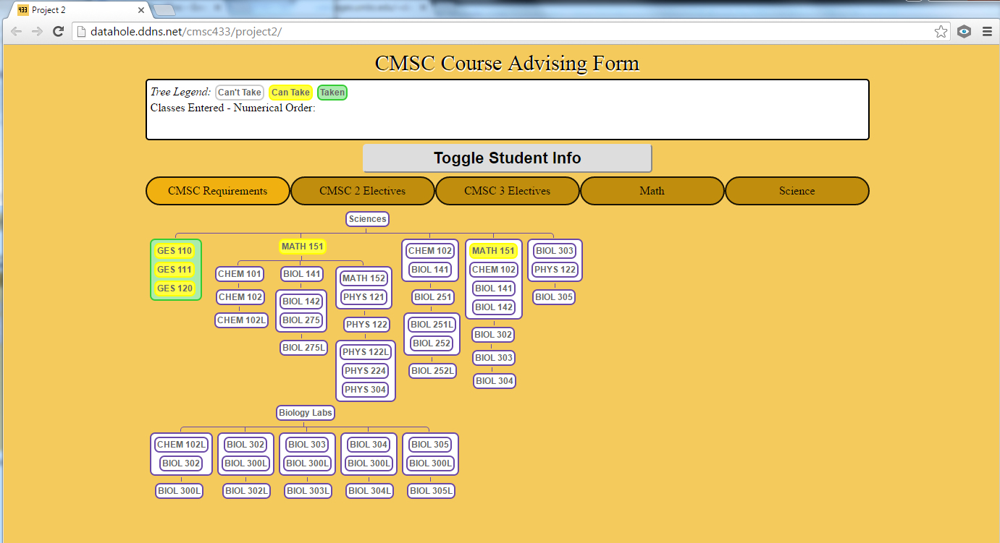 433 Project 2
datahole.ddns.net/cmsc433/project2/
CMSC Course Advising Form
Tree Legend: Can't Take Can Take Taken
Classes Entered - Numerical Order:
Toggle Student Info
CMSC Requirements CMSC 2 Electives CMSC 3 Electives Math Science
Sciences
GES 110
GES 111
GES 120
MATH 151
CHEM 101
CHEM 102
CHEM 102L
BIOL 141
BIOL 142
BIOL 275
BIOL 275L
MATH 152
PHYS 121
PHYS 122
PHYS 122L
PHYS 224
PHYS 304
CHEM 102
BIOL 141
BIOL 251
BIOL 251L
BIOL 252
BIOL 252L
MATH 151
CHEM 102
BIOL 141
BIOL 142
BIOL 302
BIOL 303
BIOL 304
BIOL 303
PHYS 122
BIOL 305
Biology Labs
CHEM 102L
BIOL 302
BIOL 300L
BIOL 302
BIOL 300L
BIOL 302L
BIOL 303
BIOL 300L
BIOL 303L
BIOL 304
BIOL 300L
BIOL 304L
BIOL 305
BIOL 300L
BIOL 305L